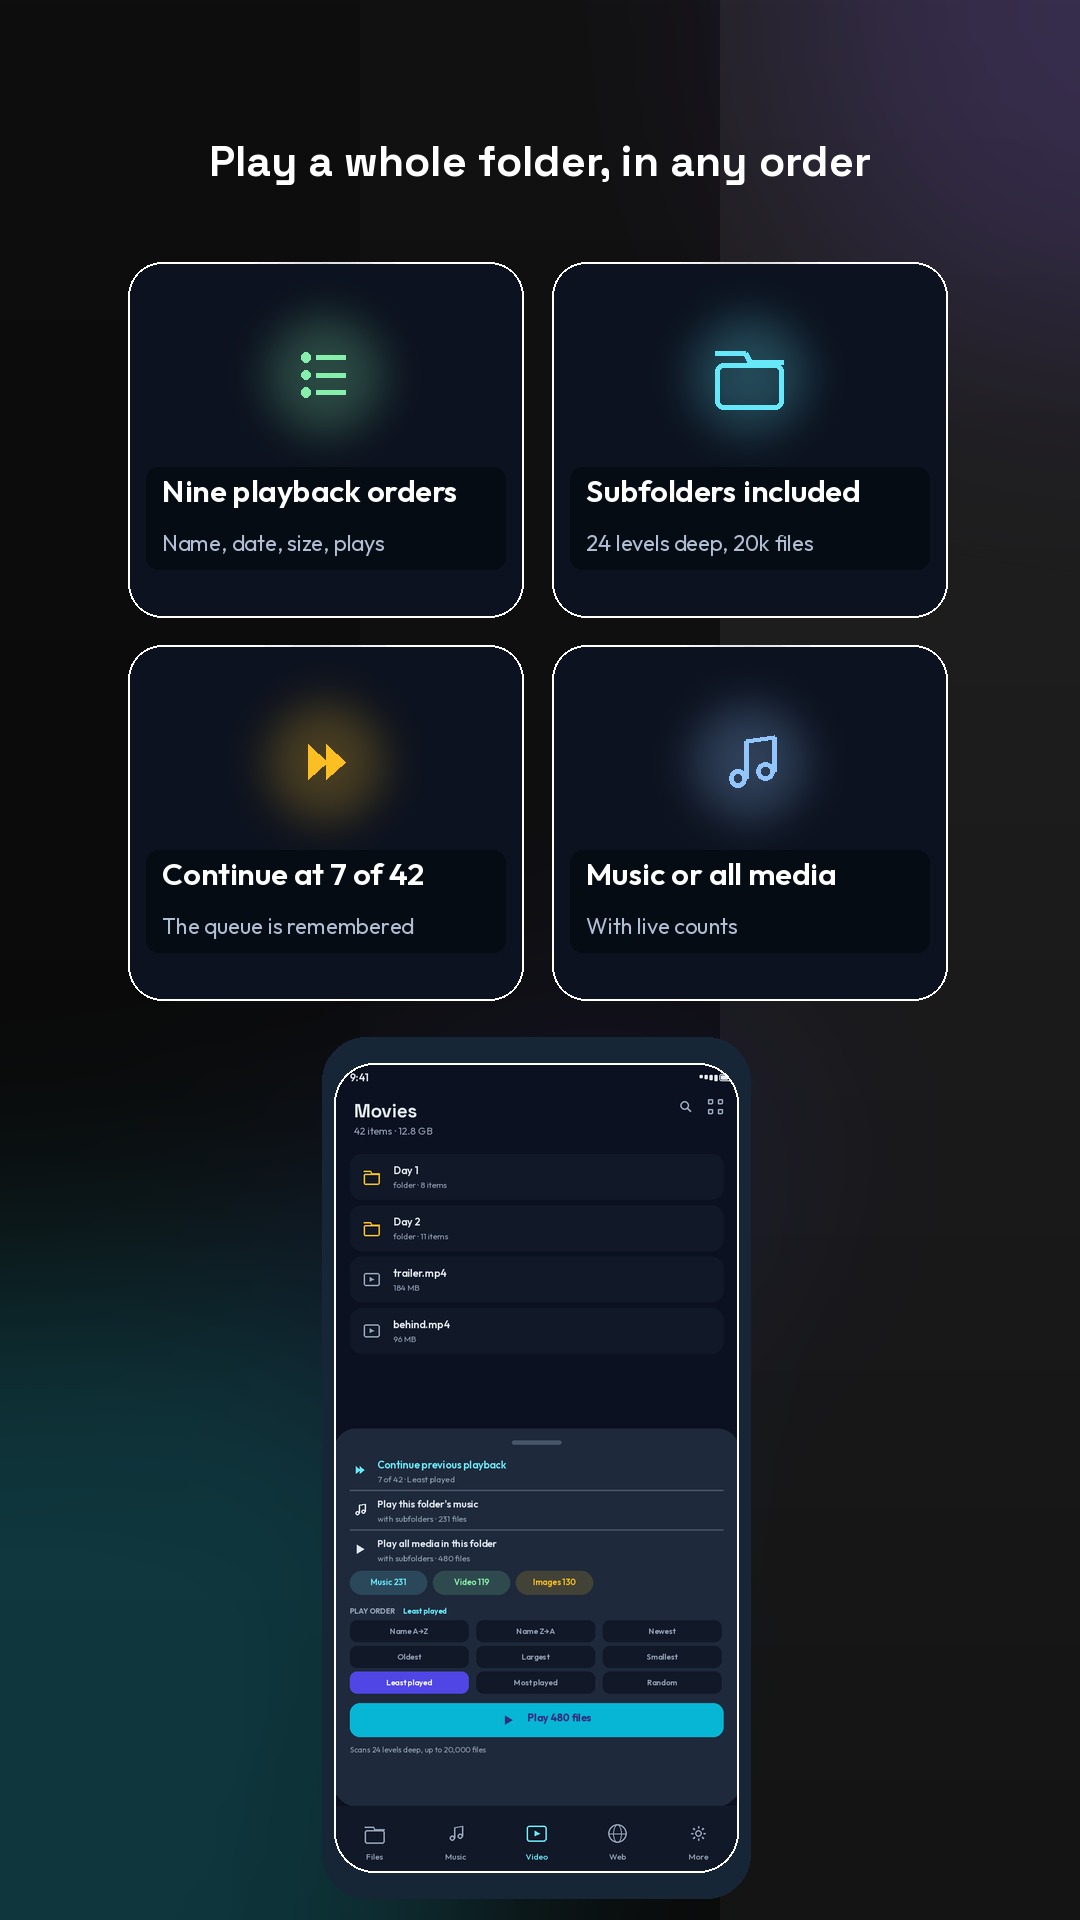 Play a whole folder, in any order
Nine playback orders
Name, date, size, plays
Subfolders included
24 levels deep, 20k files
Continue at 7 of 42
The queue is remembered
Music or all media
With live counts
9:41
Movies
42 items · 12.8 GB
Day 1
folder · 8 items
Day 2
folder · 11 items
trailer.mp4
184 MB
behind.mp4
96 MB
Continue previous playback
7 of 42 · Least played
Play this folder's music
with subfolders · 231 files
Play all media in this folder
with subfolders · 480 files
Music 231 Video 119 Images 130
PLAY ORDER Least played
Name A→Z Name Z→A Newest
Oldest Largest Smallest
Least played Most played Random
Play 480 files
Scans 24 levels deep, up to 20,000 files
Files Music Video Web More